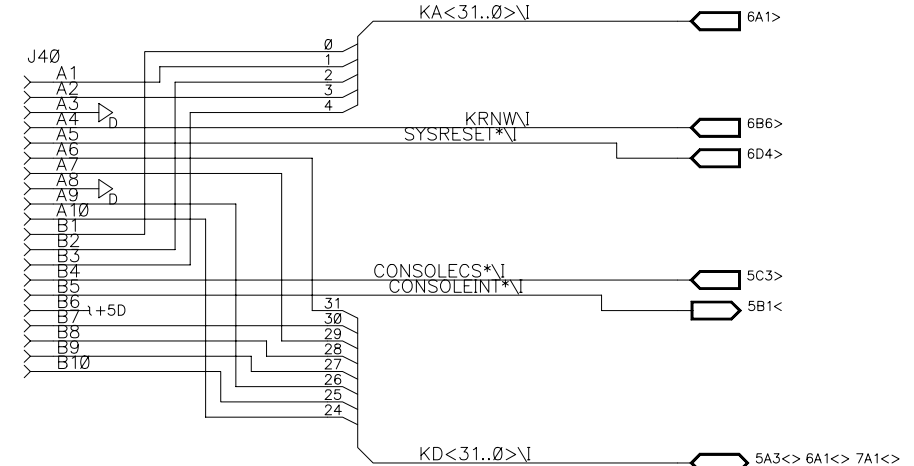 KA<31..0>\I
6A1>
J40
0
1
2
3
4
A1
A2
A3
D
A4
KRNW\I
6B6>
A5
SYSRESET*\I
6D4>
A6
A7
A8
D
A9
A10
B1
B2
B3
B4
CONSOLECS*\I
5C3>
B5
CONSOLEINT*\I
5B1<
B6
+5D
B7
B8
B9
B10
31
30
29
28
27
26
25
24
KD<31..0>\I
5A3<> 6A1<> 7A1<>